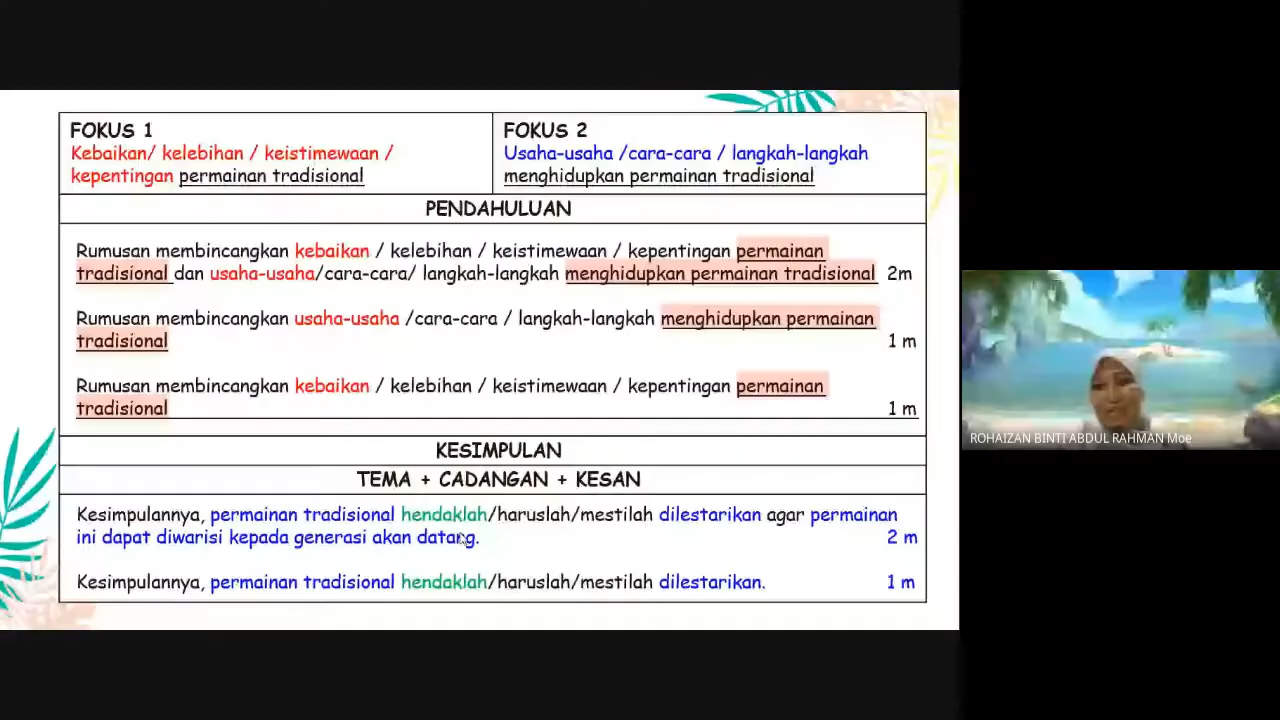 FOKUS 1
Kebaikan/ kelebihan / keistimewaan /
kepentingan permainan tradisional
FOKUS 2
Usaha-usaha /cara-cara / langkah-langkah
menghidupkan permainan tradisional
PENDAHULUAN
Rumusan membincangkan kebaikan / kelebihan / keistimewaan / kepentingan permainan
tradisional dan usaha-usaha/cara-cara/ langkah-langkah menghidupkan permainan tradisional 2m
Rumusan membincangkan usaha-usaha /cara-cara / langkah-langkah menghidupkan permainan
tradisional 1 m
Rumusan membincangkan kebaikan / kelebihan / keistimewaan / kepentingan permainan
tradisional 1 m
KESIMPULAN
TEMA + CADANGAN + KESAN
Kesimpulannya, permainan tradisional hendaklah/haruslah/mestilah dilestarikan agar permainan
ini dapat diwarisi kepada generasi akan datang. 2 m
Kesimpulannya, permainan tradisional hendaklah/haruslah/mestilah dilestarikan. 1 m
ROHAIZAN BINTI ABDUL RAHMAN Moe